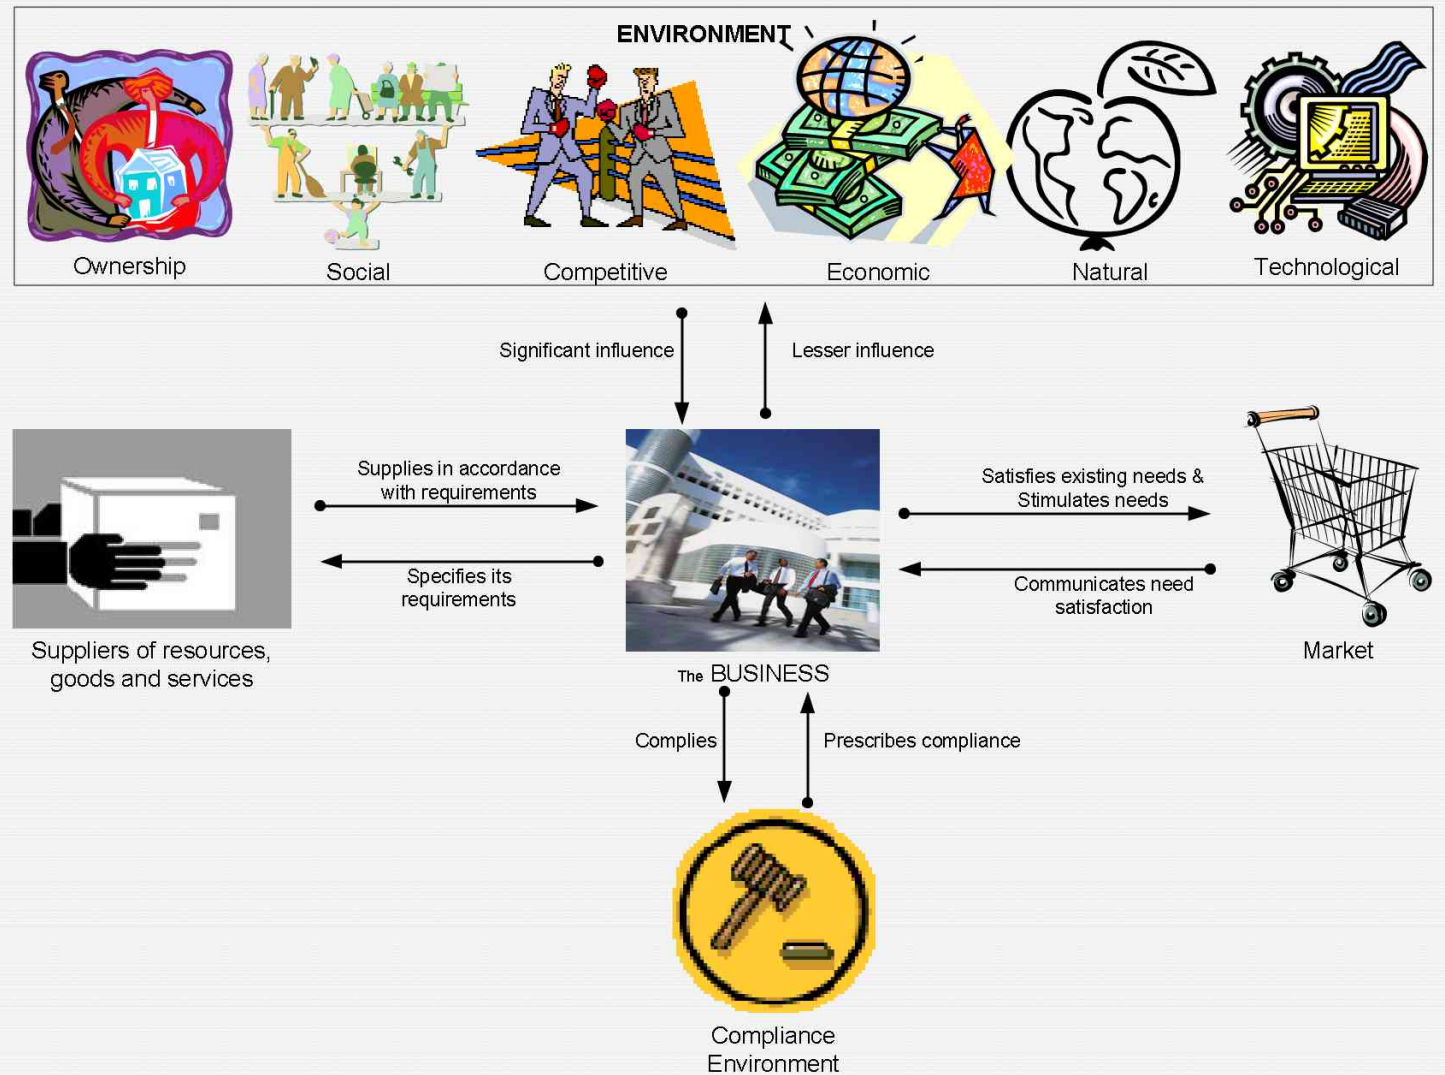 ENVIRONMENT
Ownership
Social
Competitive
Economic
Natural
Technological
Significant influence
Lesser influence
Supplies in accordance
with requirements
Specifies its
requirements
Satisfies existing needs &
Stimulates needs
Communicates need
satisfaction
Suppliers of resources,
goods and services
The BUSINESS
Market
Complies
Prescribes compliance
Compliance
Environment